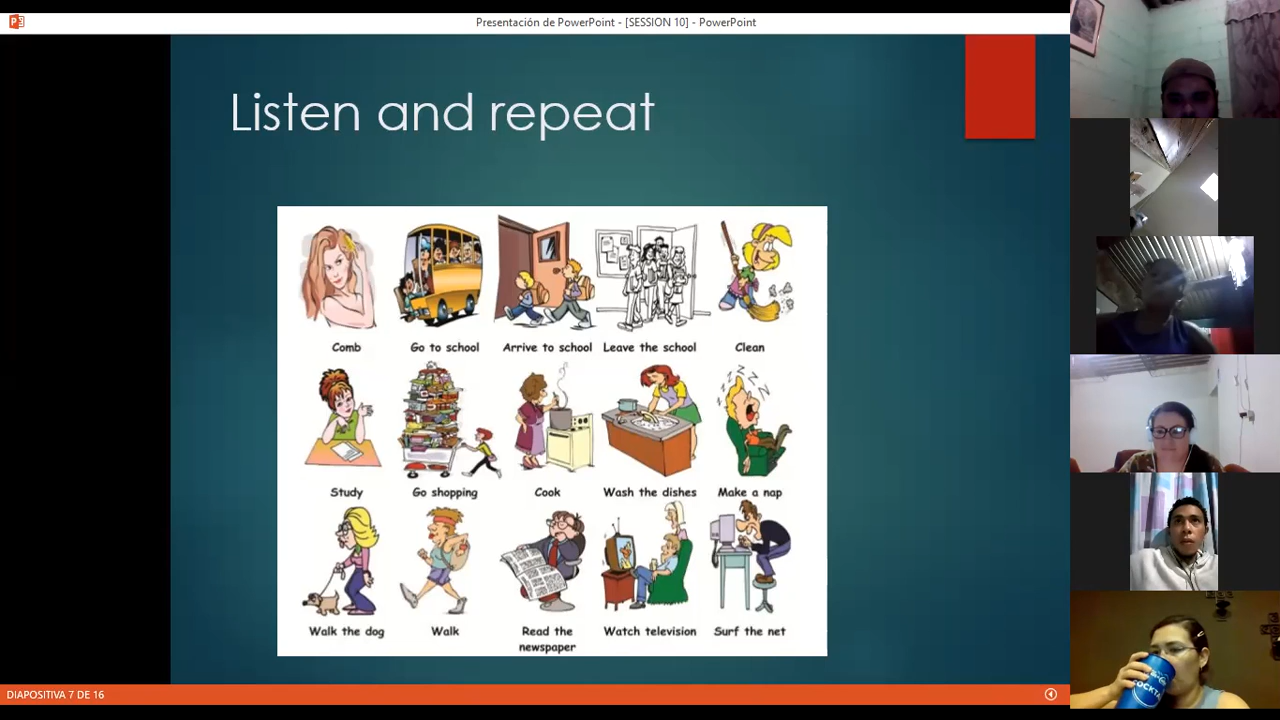 Presentación de PowerPoint - [SESSION 10] - PowerPoint
Listen and repeat
Comb Go to school Arrive to school Leave the school Clean
Study Go shopping Cook Wash the dishes Make a nap
Walk the dog Walk Read the newspaper Watch television Surf the net
DIAPOSITIVA 7 DE 16